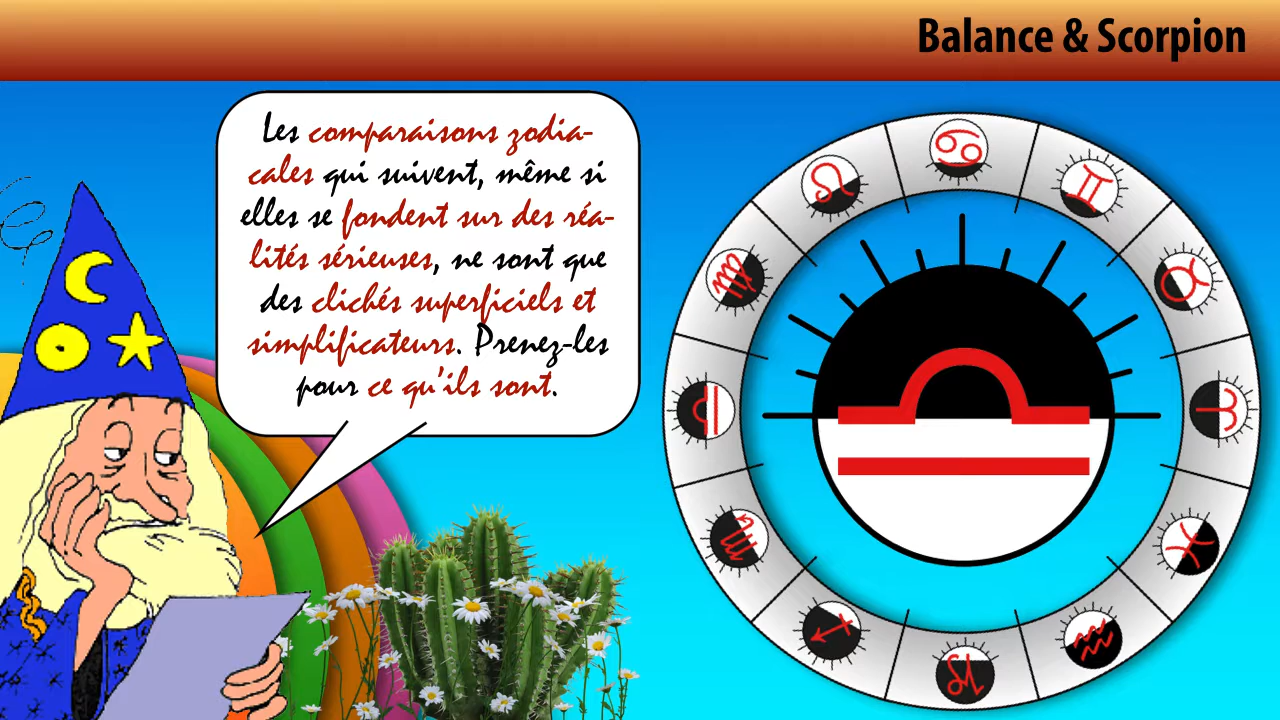 Balance & Scorpion
Les comparaisons zodia-
cales qui suivent, même si
elles se fondent sur des réa-
lités sérieuses, ne sont que
des clichés superficiels et
simplificateurs. Prenez-les
pour ce qu'ils sont.